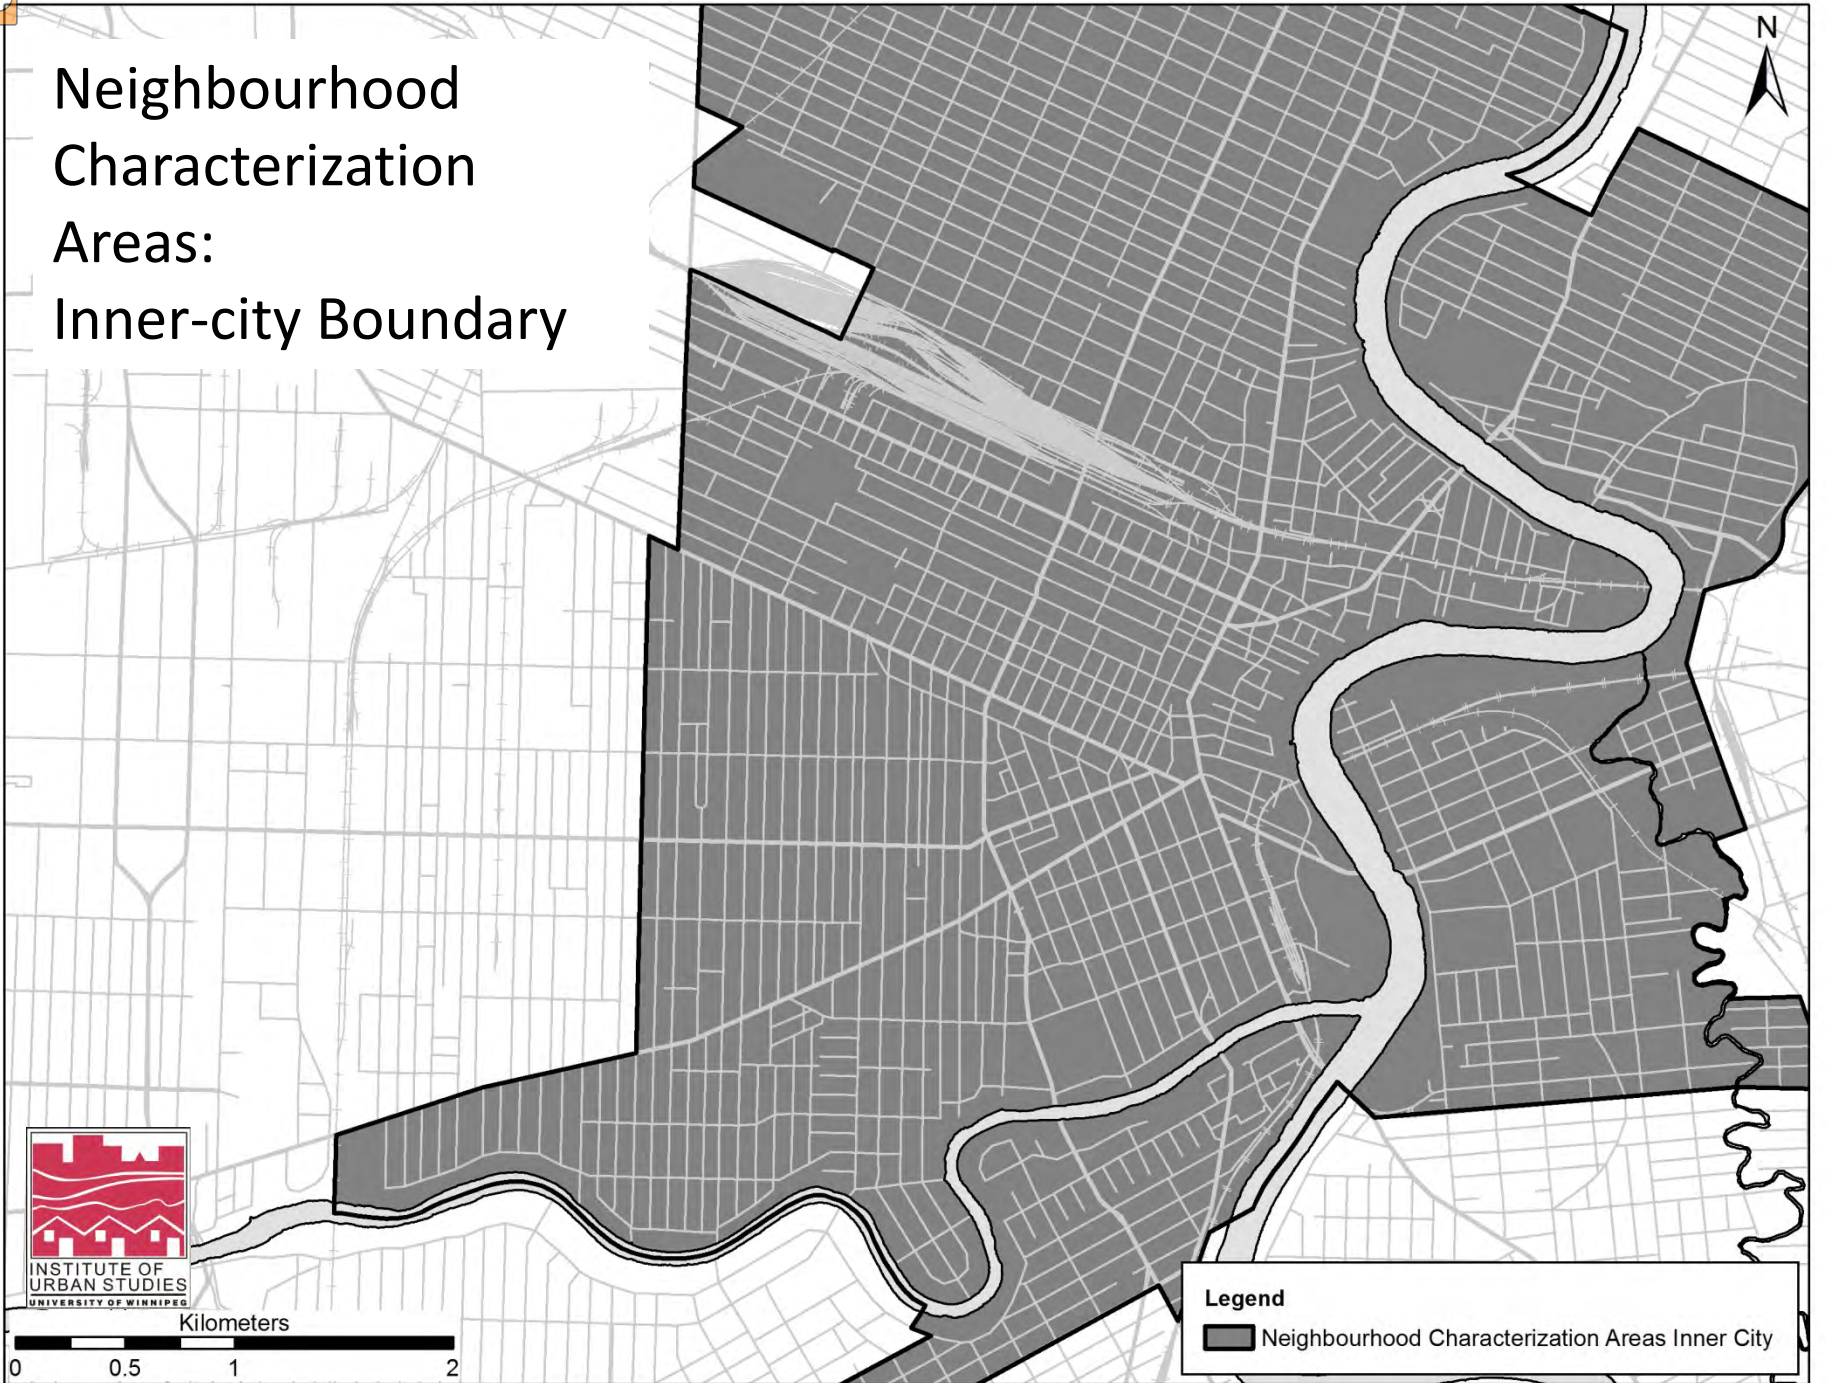 Neighbourhood
Characterization
Areas:
Inner-city Boundary
N
INSTITUTE OF
URBAN STUDIES
UNIVERSITY OF WINNIPEG
Kilometers
0 0.5 1 2
Legend
Neighbourhood Characterization Areas Inner City